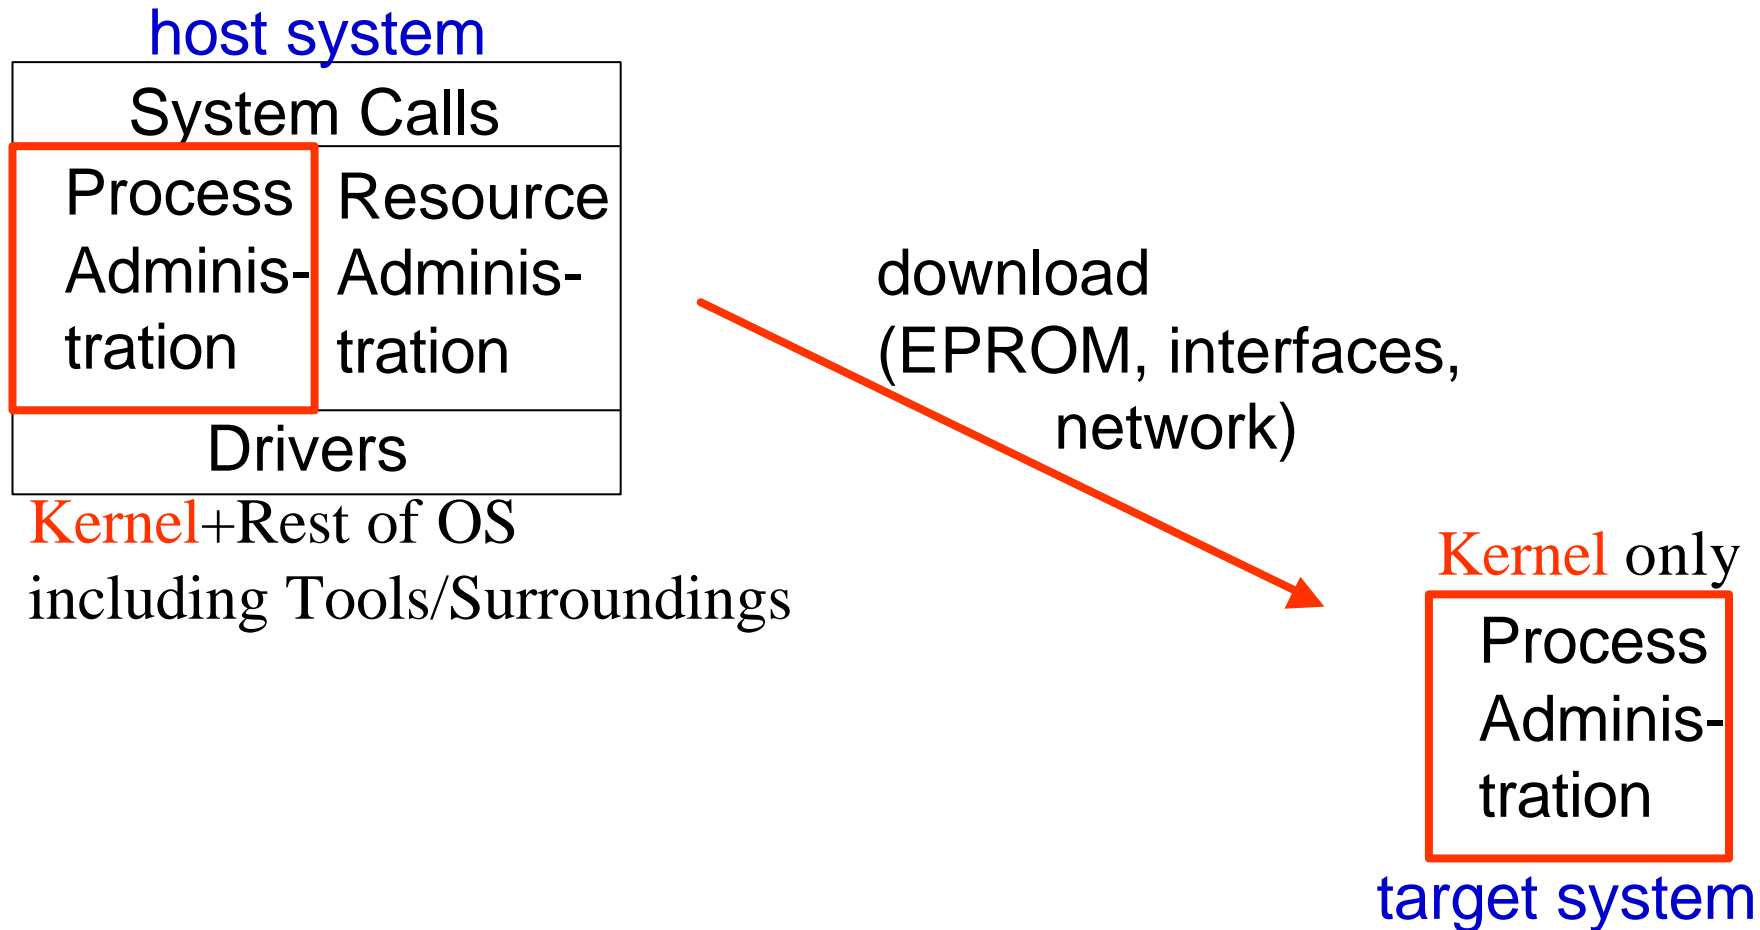 host system
System Calls
Process
Adminis-
tration
Resource
Adminis-
tration
Drivers
Kernel+Rest of OS
including Tools/Surroundings
download
(EPROM, interfaces,
network)
Kernel only
Process
Adminis-
tration
target system